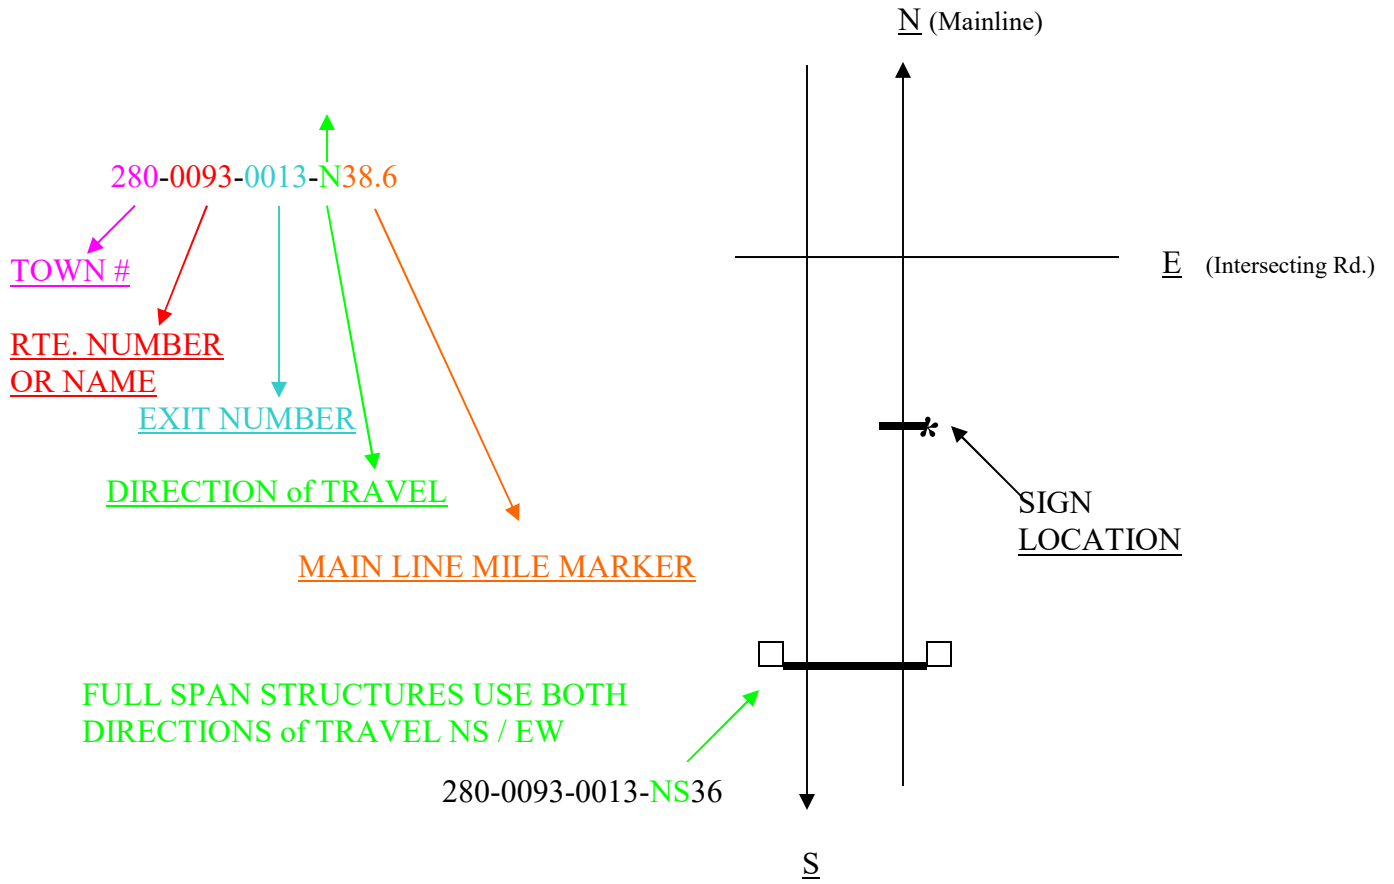 N (Mainline)
280-0093-0013-N38.6
TOWN #
E (Intersecting Rd.)
RTE. NUMBER
OR NAME
EXIT NUMBER
*
DIRECTION of TRAVEL
SIGN
LOCATION
MAIN LINE MILE MARKER
FULL SPAN STRUCTURES USE BOTH
DIRECTIONS of TRAVEL NS / EW
280-0093-0013-NS36
S